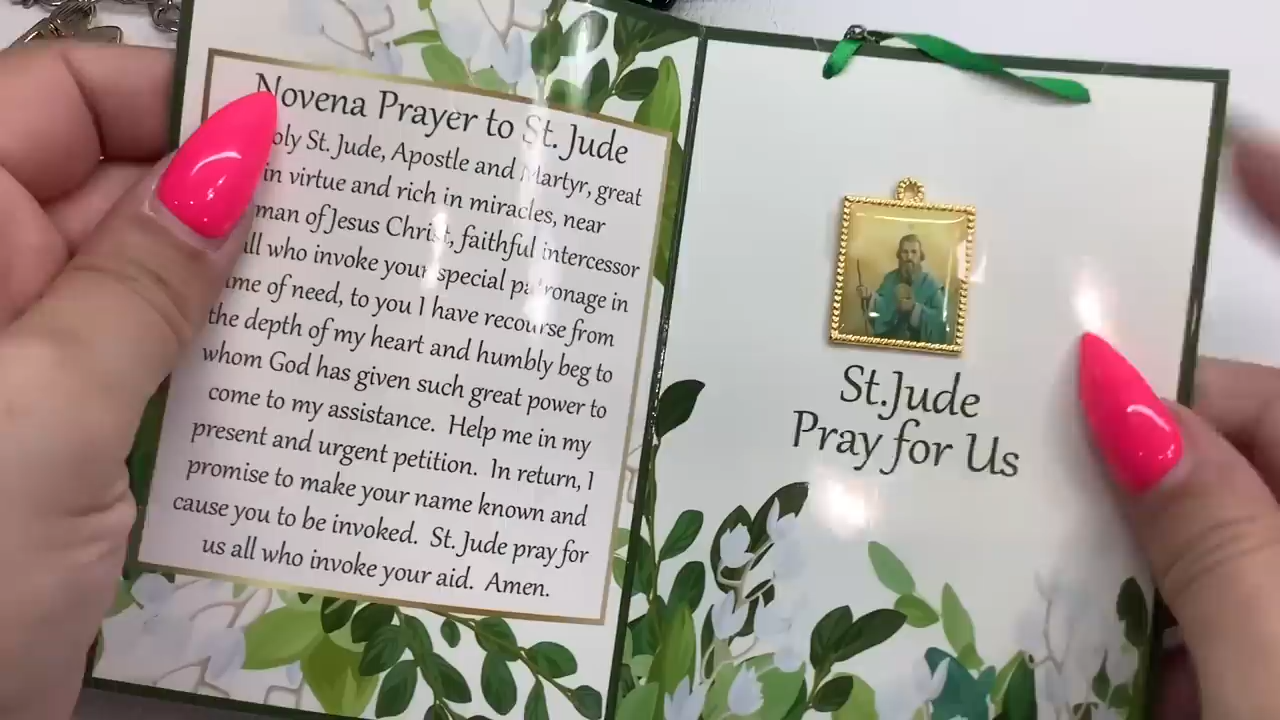 Novena Prayer to St. Jude
oly St. Jude, Apostle and Martyr, great
in virtue and rich in miracles, near
man of Jesus Christ, faithful intercessor
all who invoke your special patronage in
me of need, to you I have recourse from
the depth of my heart and humbly beg to
whom God has given such great power to
come to my assistance. Help me in my
present and urgent petition. In return, I
promise to make your name known and
cause you to be invoked. St. Jude pray for
us all who invoke your aid. Amen.
St.Jude
Pray for Us